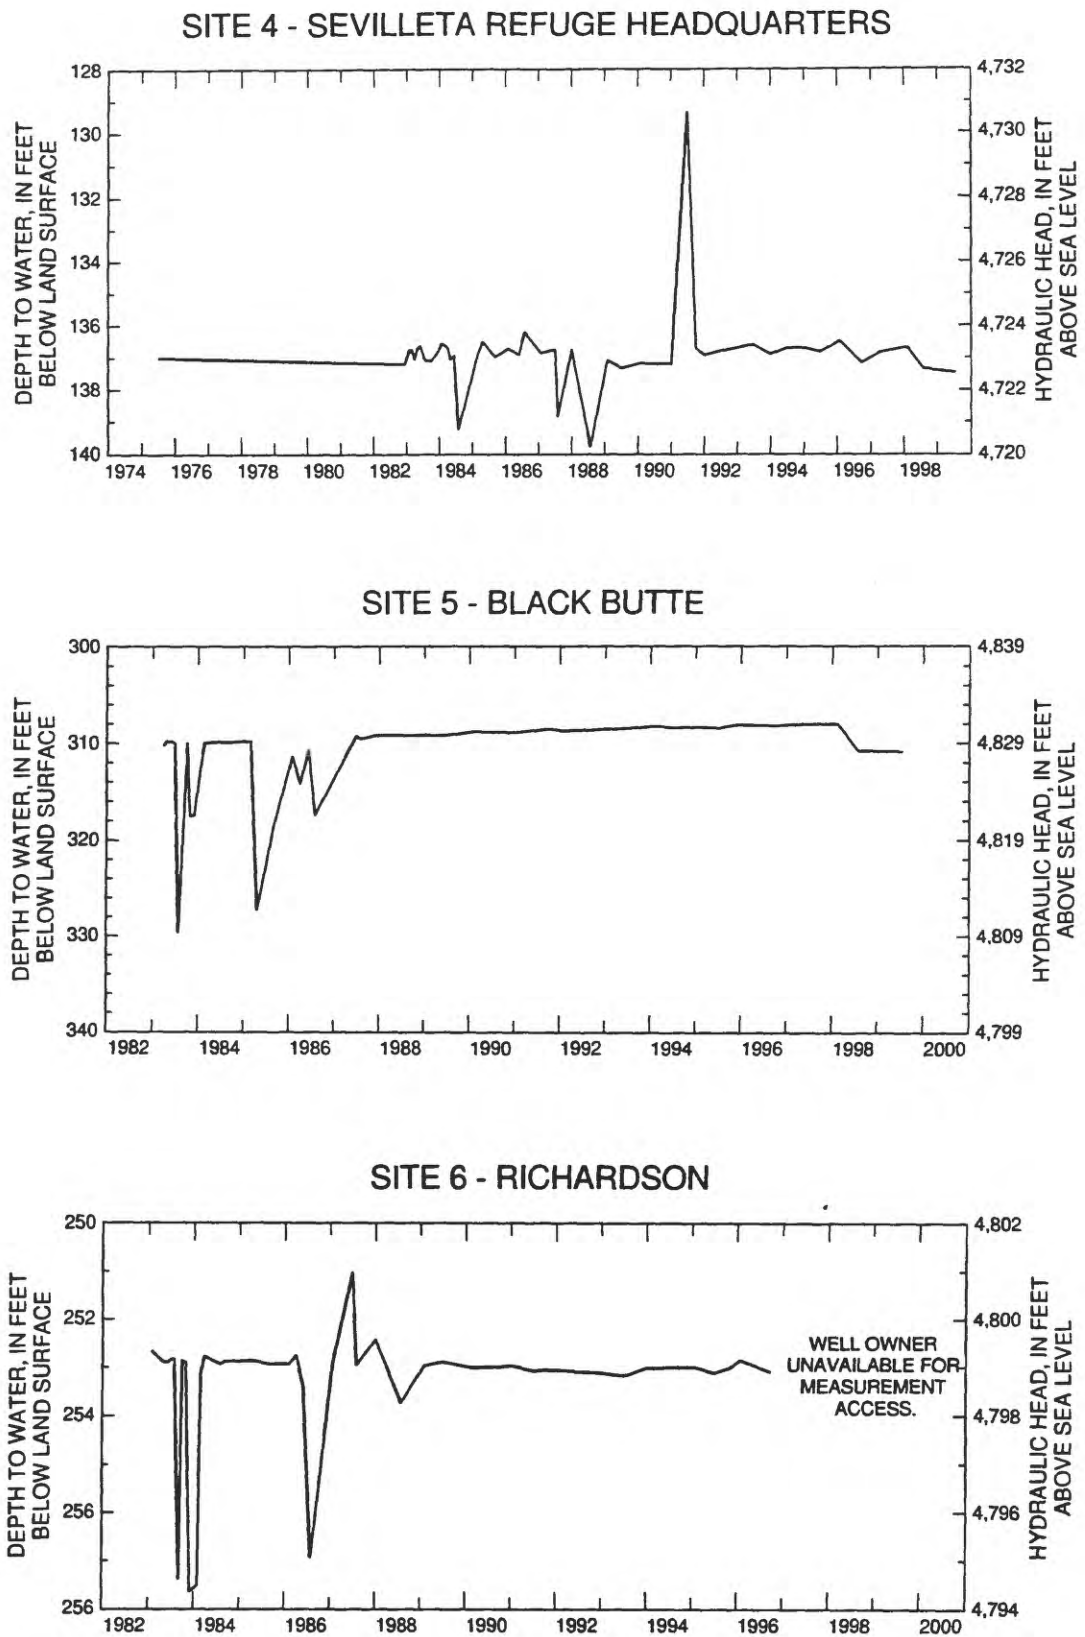 SITE 4 - SEVILLETA REFUGE HEADQUARTERS
DEPTH TO WATER, IN FEET
BELOW LAND SURFACE
128
130
132
134
136
137
138
140
4,732
4,730
4,728
4,726
4,724
4,722
4,720
HYDRAULIC HEAD, IN FEET
ABOVE SEA LEVEL
1974 1976 1978 1980 1982 1984 1986 1988 1990 1992 1994 1996 1998
SITE 5 - BLACK BUTTE
DEPTH TO WATER, IN FEET
BELOW LAND SURFACE
300
310
320
330
340
4,839
4,829
4,819
4,809
4,799
HYDRAULIC HEAD, IN FEET
ABOVE SEA LEVEL
1982 1984 1986 1988 1990 1992 1994 1996 1998 2000
SITE 6 - RICHARDSON
DEPTH TO WATER, IN FEET
BELOW LAND SURFACE
250
252
254
256
256
4,802
4,800
4,798
4,796
4,794
HYDRAULIC HEAD, IN FEET
ABOVE SEA LEVEL
WELL OWNER
UNAVAILABLE FOR
MEASUREMENT
ACCESS.
1982 1984 1986 1988 1990 1992 1994 1996 1998 2000